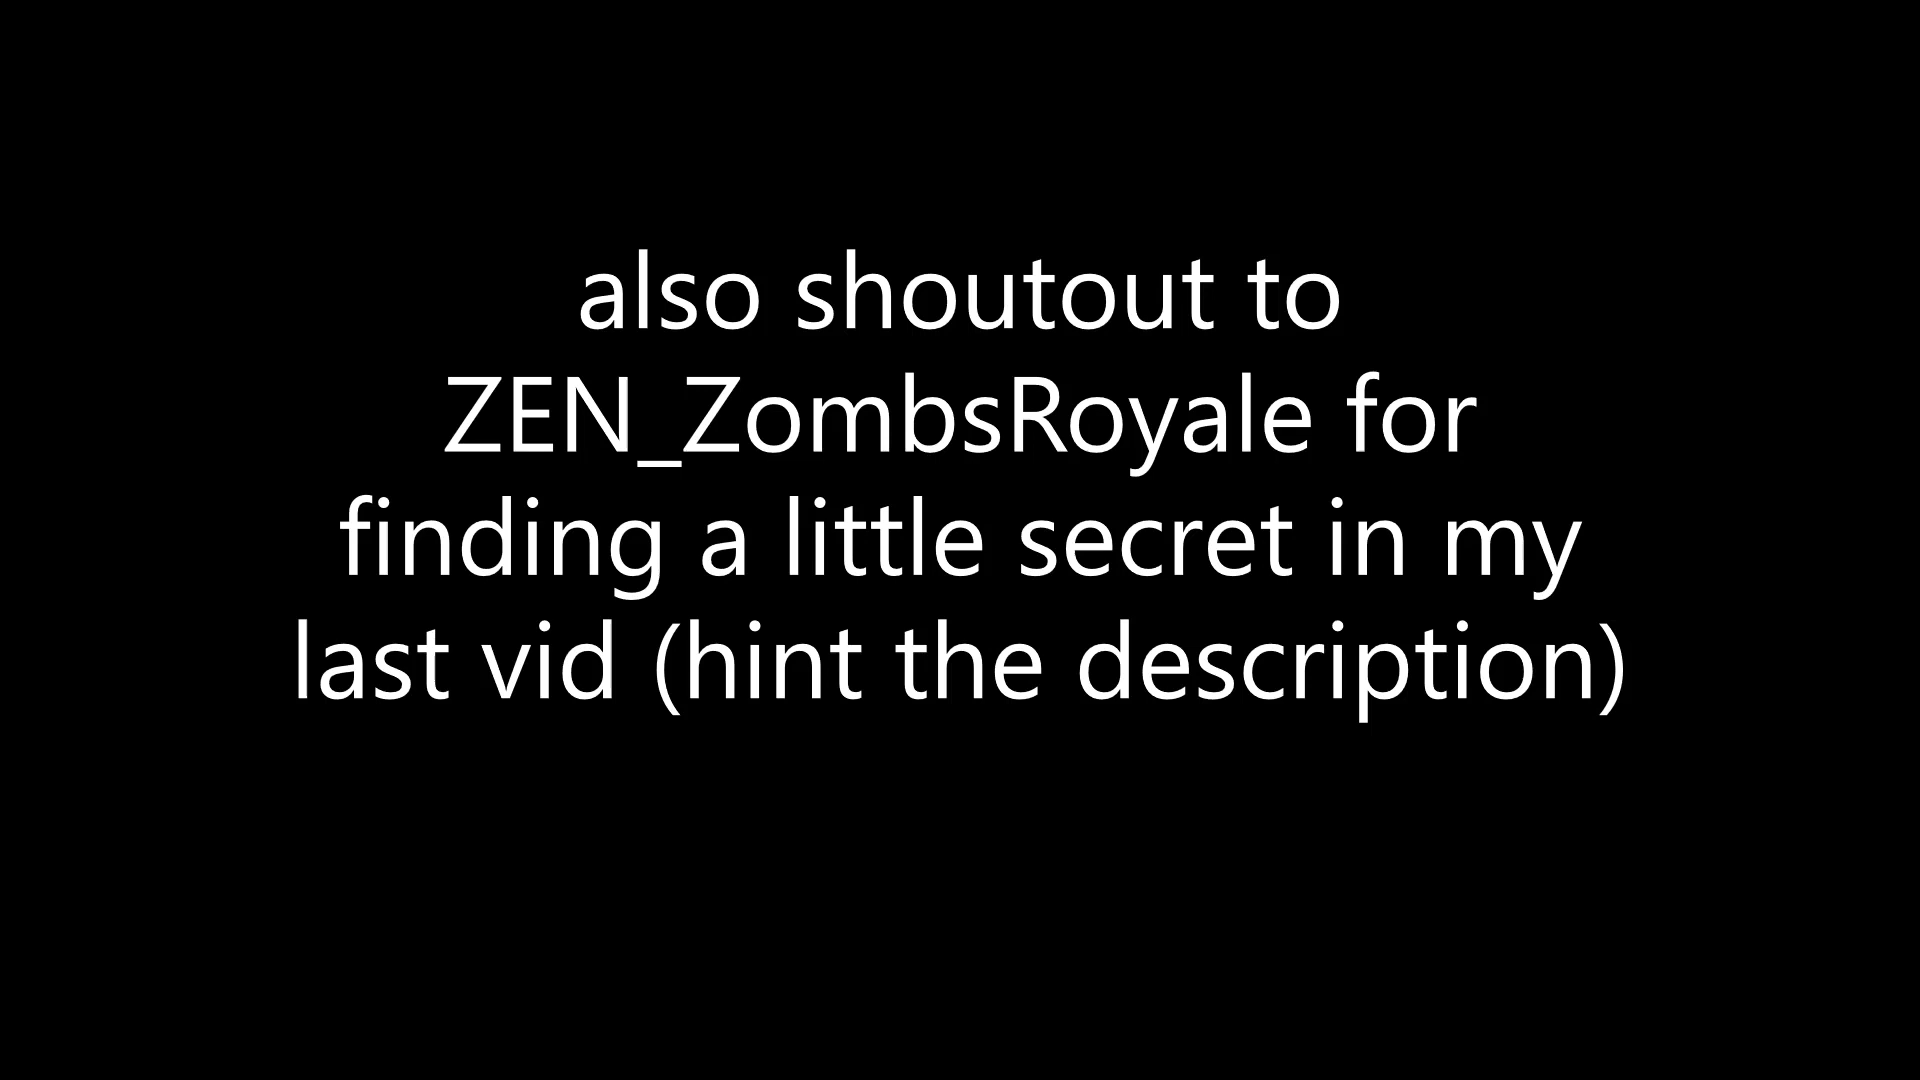 also shoutout to
ZEN_ZombsRoyale for
finding a little secret in my
last vid (hint the description)